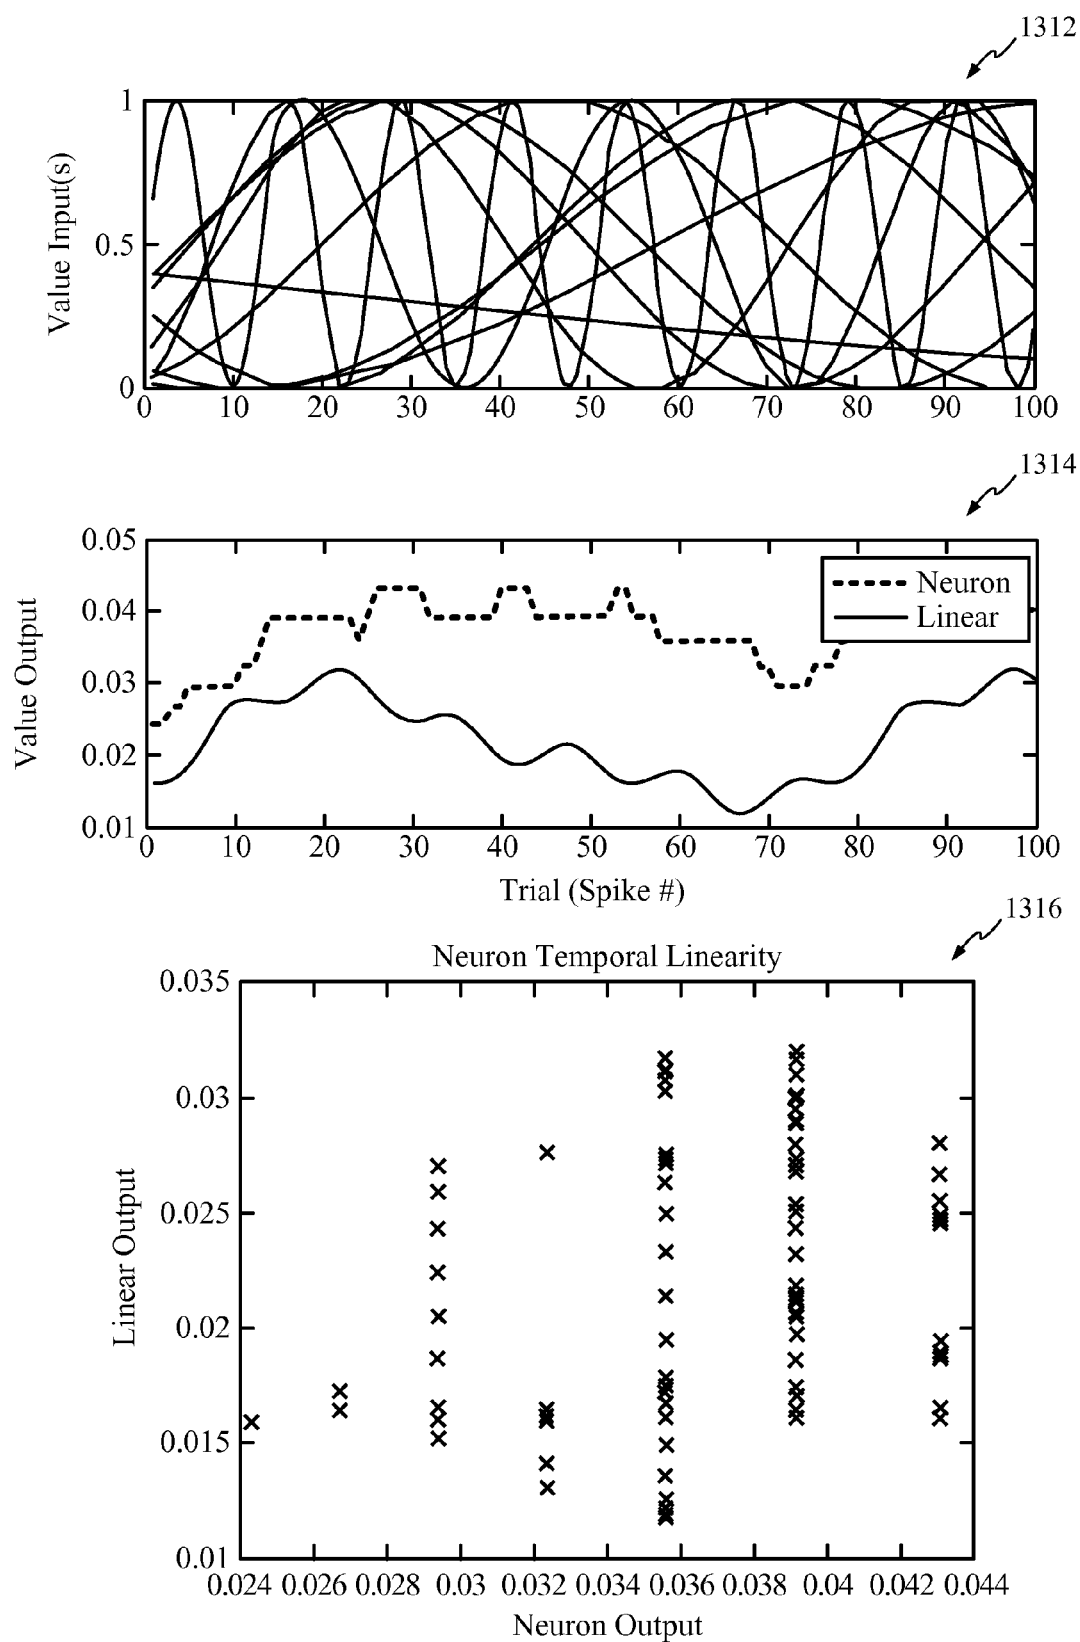 1312
Value Input(s)
1
0.5
0
0 10 20 30 40 50 60 70 80 90 100
1314
Value Output
0.05
0.04
0.03
0.02
0.01
Neuron
Linear
0 10 20 30 40 50 60 70 80 90 100
Trial (Spike #)
1316
Neuron Temporal Linearity
Linear Output
0.035
0.03
0.025
0.02
0.015
0.01
0.024 0.026 0.028 0.03 0.032 0.034 0.036 0.038 0.04 0.042 0.044
Neuron Output